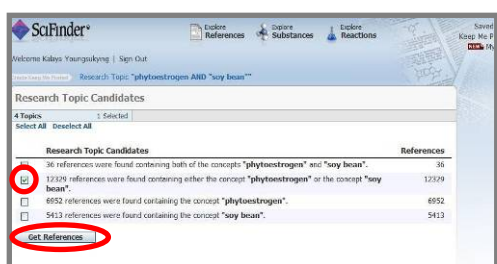 SciFinder®
Explore References
Explore Substances
Explore Reactions
Saved
Keep Me P
NEW My
Welcome Kalaya Youngsukyng | Sign Out
Research Topic "phytoestrogen AND "soy bean""
Research Topic Candidates
4 Topics 1 Selected
Select All Deselect All
Research Topic Candidates References
36 references were found containing both of the concepts "phytoestrogen" and "soy bean". 36
12329 references were found containing either the concept "phytoestrogen" or the concept "soy bean". 12329
6952 references were found containing the concept "phytoestrogen". 6952
5413 references were found containing the concept "soy bean". 5413
Get References